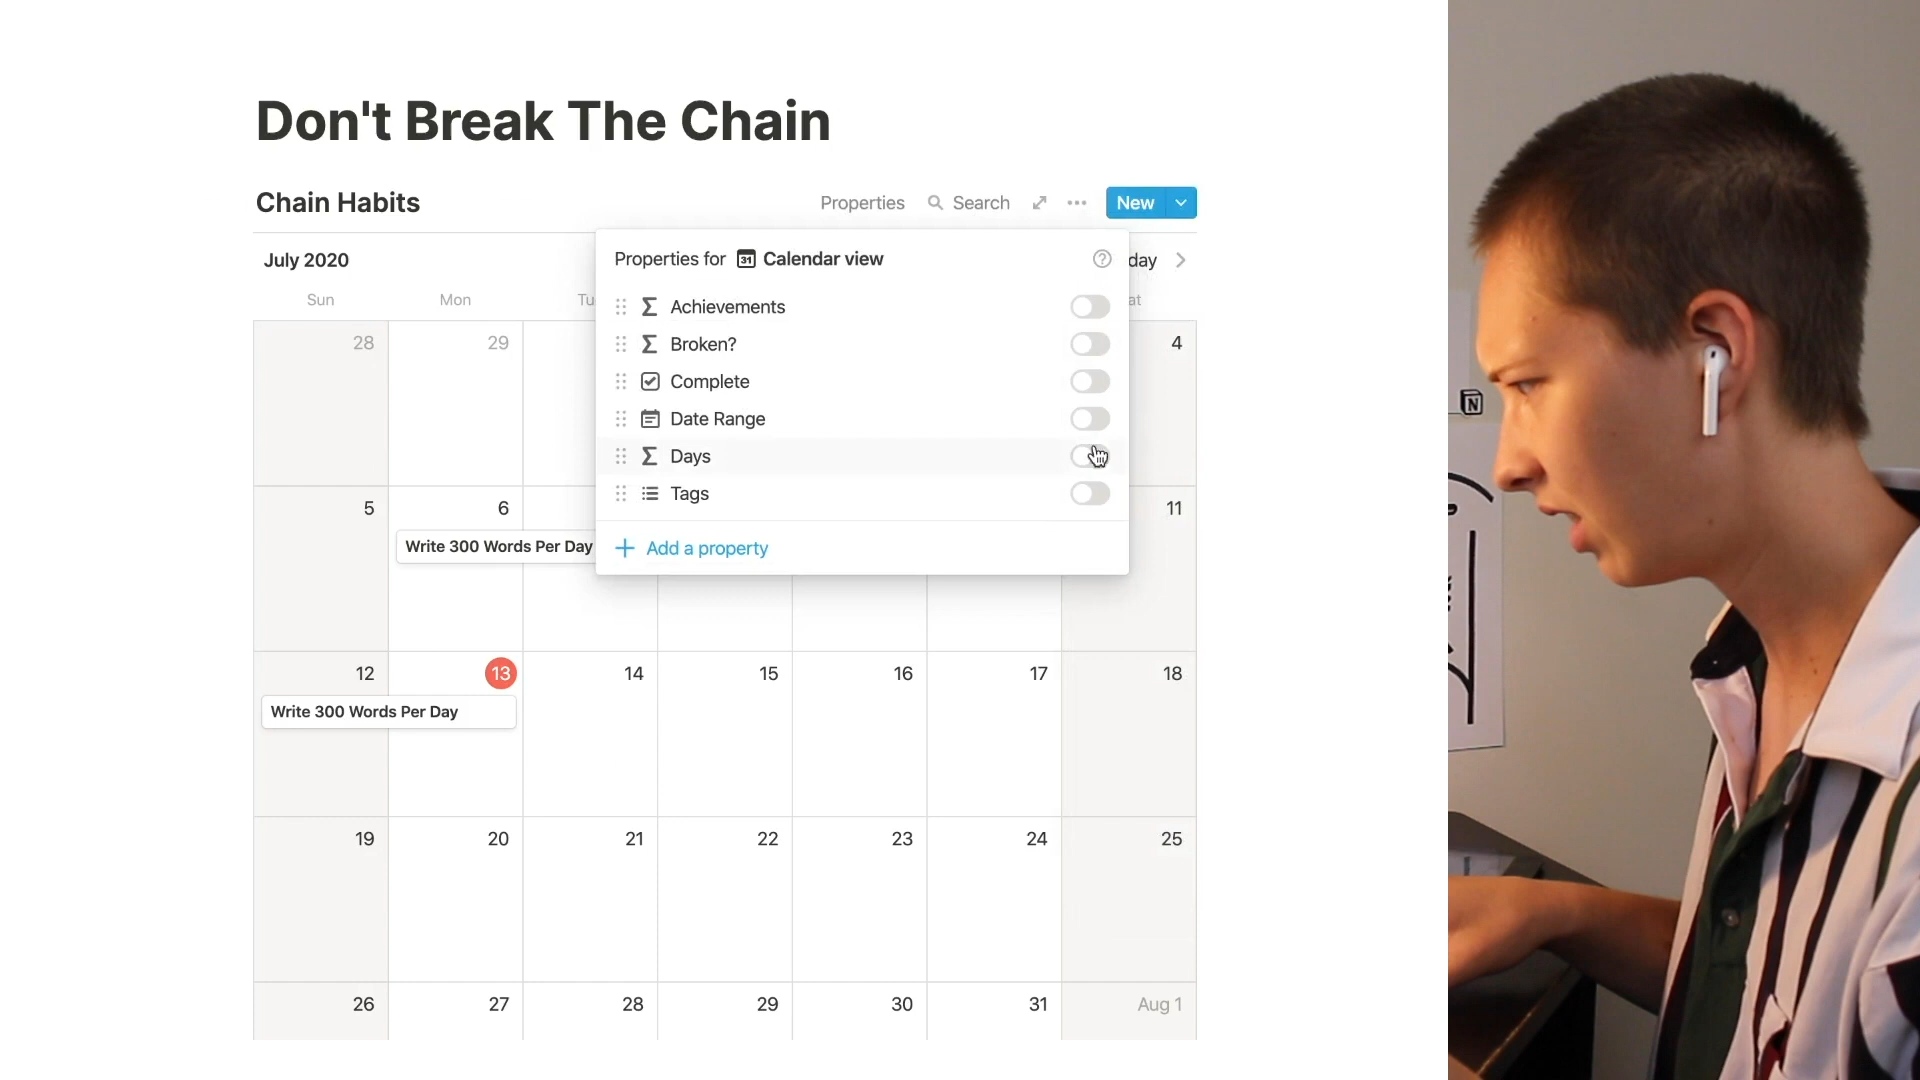 Don't Break The Chain
Chain Habits
Properties
Search
New
Properties for 31 Calendar view
July 2020
day
Sun
Mon
Tu
at
Achievements
Broken?
Complete
Date Range
Days
Tags
Add a property
28
29
4
5
6
11
Write 300 Words Per Day
12
13
14
15
16
17
18
Write 300 Words Per Day
19
20
21
22
23
24
25
26
27
28
29
30
31
Aug 1
N